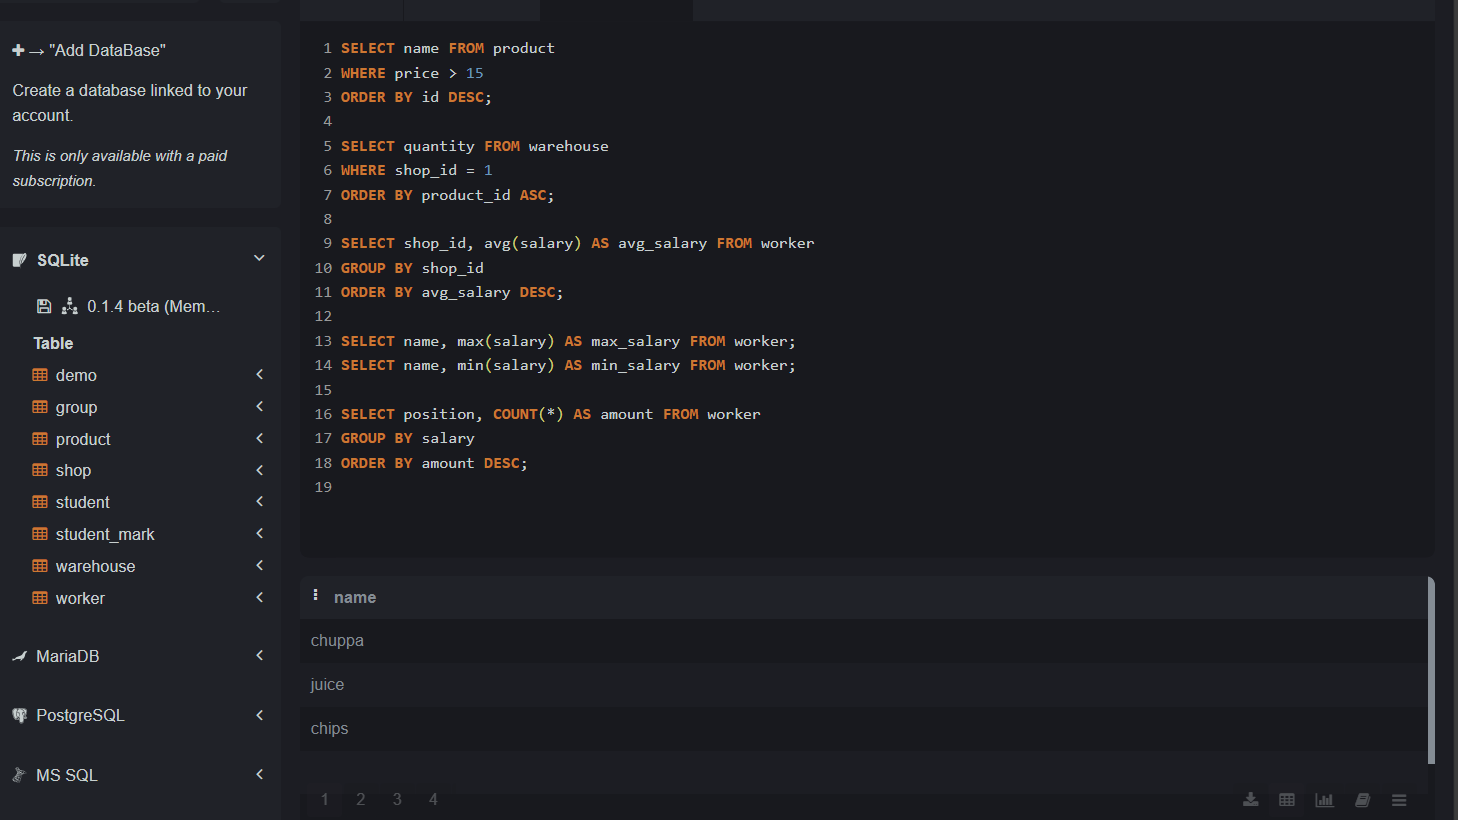 → "Add DataBase"
Create a database linked to your
account.
This is only available with a paid
subscription.
SQLite
0.1.4 beta (Mem...
Table
demo
group
product
shop
student
student_mark
warehouse
worker
MariaDB
PostgreSQL
MS SQL
1 SELECT name FROM product
2 WHERE price > 15
3 ORDER BY id DESC;
4
5 SELECT quantity FROM warehouse
6 WHERE shop_id = 1
7 ORDER BY product_id ASC;
8
9 SELECT shop_id, avg(salary) AS avg_salary FROM worker
10 GROUP BY shop_id
11 ORDER BY avg_salary DESC;
12
13 SELECT name, max(salary) AS max_salary FROM worker;
14 SELECT name, min(salary) AS min_salary FROM worker;
15
16 SELECT position, COUNT(*) AS amount FROM worker
17 GROUP BY salary
18 ORDER BY amount DESC;
19
name
chuppa
juice
chips
1 2 3 4